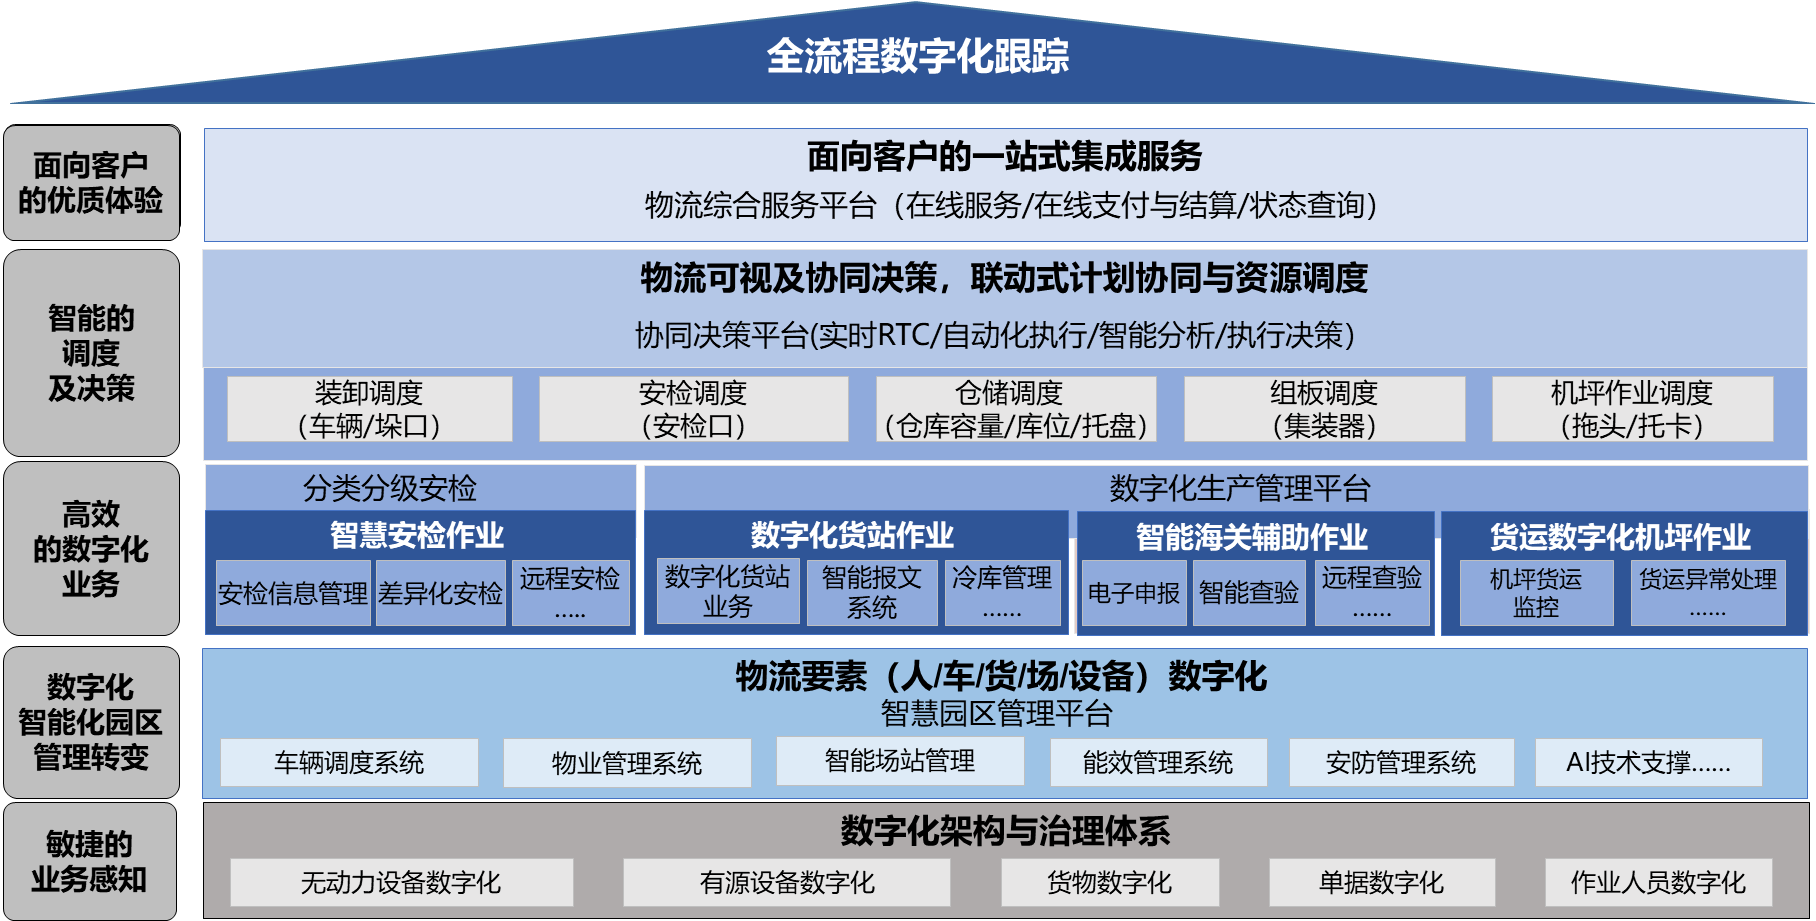 全流程数字化跟踪
面向客户
的优质体验
面向客户的一站式集成服务
物流综合服务平台（在线服务/在线支付与结算/状态查询）
智能的
调度
及决策
物流可视及协同决策，联动式计划协同与资源调度
协同决策平台(实时RTC/自动化执行/智能分析/执行决策）
装卸调度
（车辆/垛口）
安检调度
（安检口）
仓储调度
（仓库容量/库位/托盘）
组板调度
（集装器）
机坪作业调度
（拖头/托卡）
高效
的数字化
业务
分类分级安检
数字化生产管理平台
智慧安检作业
安检信息管理
差异化安检
远程安检
.....
数字化货站作业
数字化货站
业务
智能报文
系统
冷库管理
......
智能海关辅助作业
电子申报
智能查验
远程查验
......
货运数字化机坪作业
机坪货运
监控
货运异常处理
......
数字化
智能化园区
管理转变
物流要素（人/车/货/场/设备）数字化
智慧园区管理平台
车辆调度系统
物业管理系统
智能场站管理
能效管理系统
安防管理系统
AI技术支撑......
敏捷的
业务感知
数字化架构与治理体系
无动力设备数字化
有源设备数字化
货物数字化
单据数字化
作业人员数字化